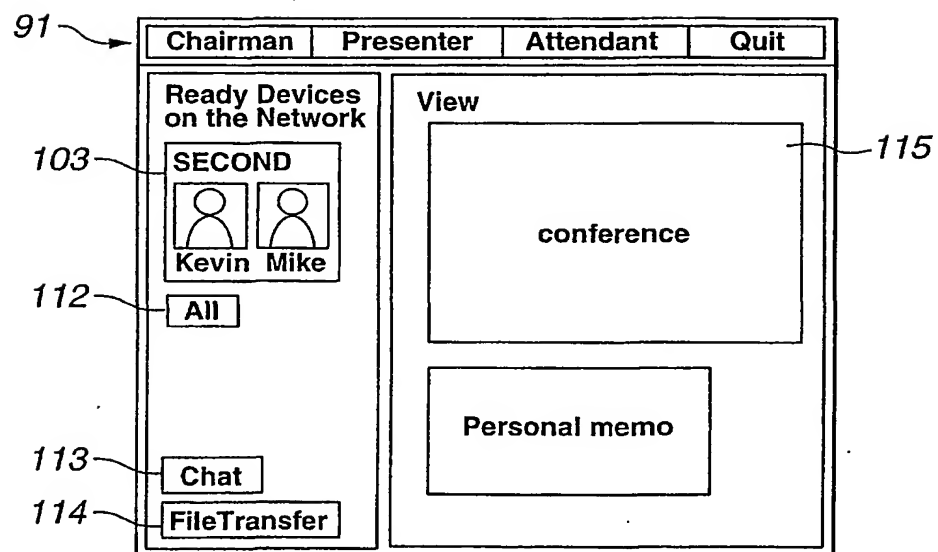 91
Chairman Presenter Attendant Quit
Ready Devices
on the Network
103
SECOND
Kevin Mike
112
All
113
Chat
114
FileTransfer
View
115
conference
Personal memo